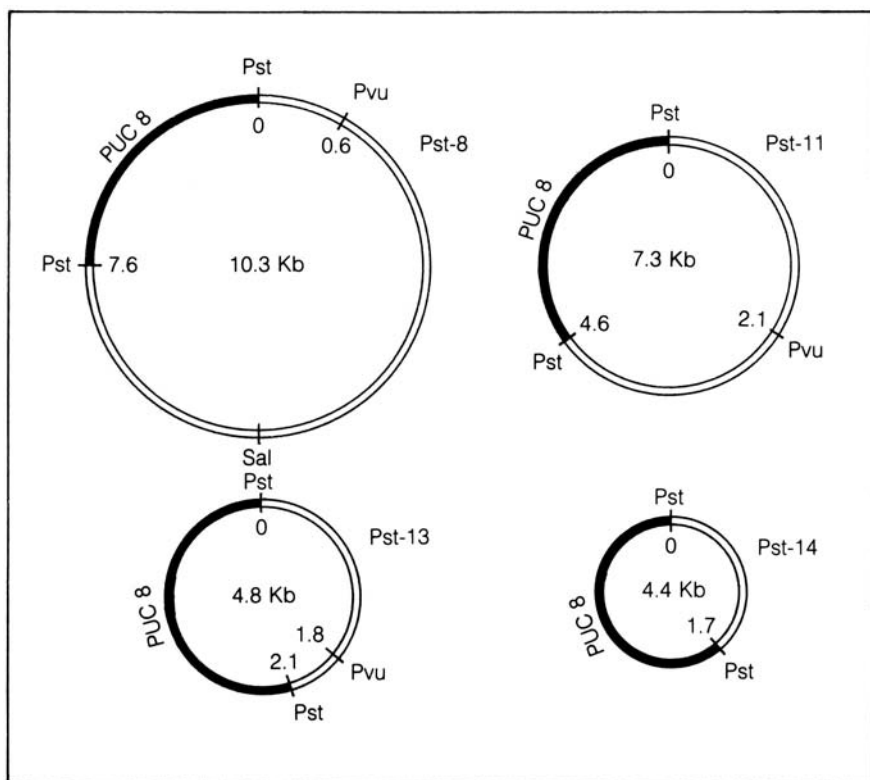 Pst
Pvu
PUC 8
0
0.6
Pst-8
Pst
7.6
10.3 Kb
Sal
Pst
Pst-11
PUC 8
0
7.3 Kb
4.6
2.1
Pst
Pvu
Pst
0
Pst-13
PUC 8
4.8 Kb
1.8
2.1
Pvu
Pst
Pst
0
Pst-14
PUC 8
4.4 Kb
1.7
Pst